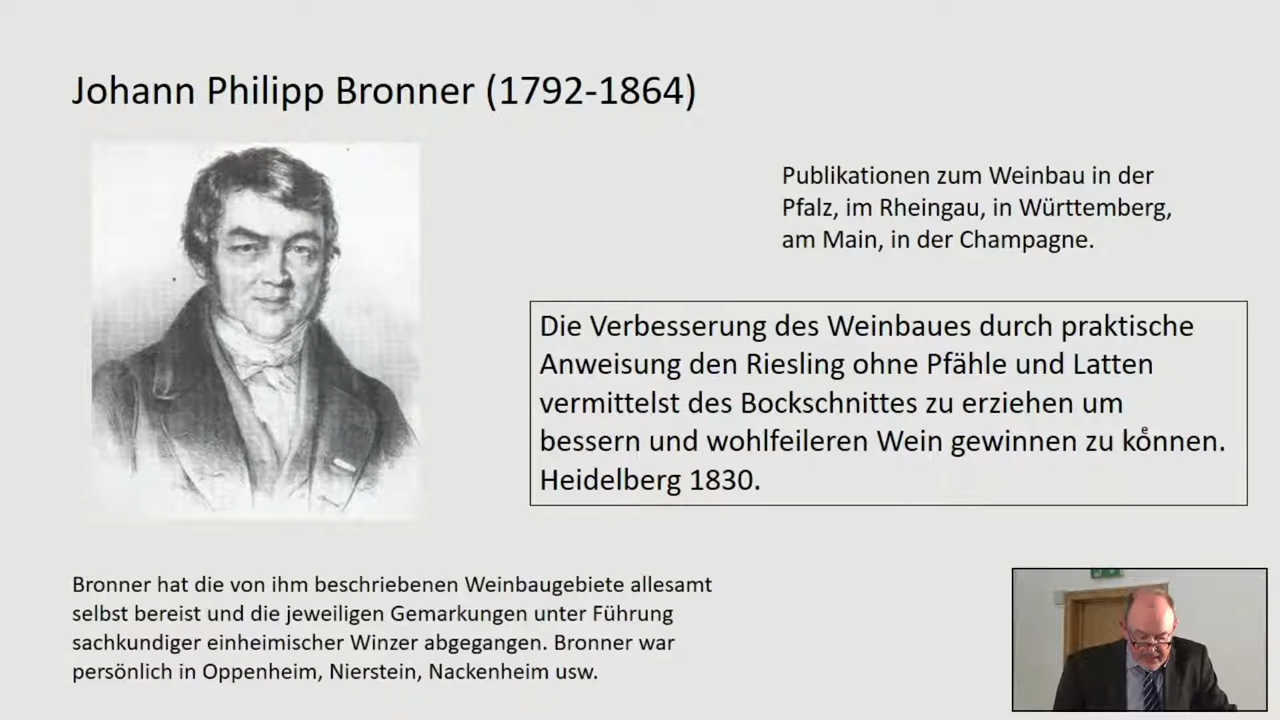 Johann Philipp Bronner (1792-1864)
Publikationen zum Weinbau in der
Pfalz, im Rheingau, in Württemberg,
am Main, in der Champagne.
Die Verbesserung des Weinbaues durch praktische
Anweisung den Riesling ohne Pfähle und Latten
vermittelst des Bockschnittes zu erziehen um
bessern und wohlfeileren Wein gewinnen zu koͤnnen.
Heidelberg 1830.
Bronner hat die von ihm beschriebenen Weinbaugebiete allesamt
selbst bereist und die jeweiligen Gemarkungen unter Führung
sachkundiger einheimischer Winzer abgegangen. Bronner war
persönlich in Oppenheim, Nierstein, Nackenheim usw.